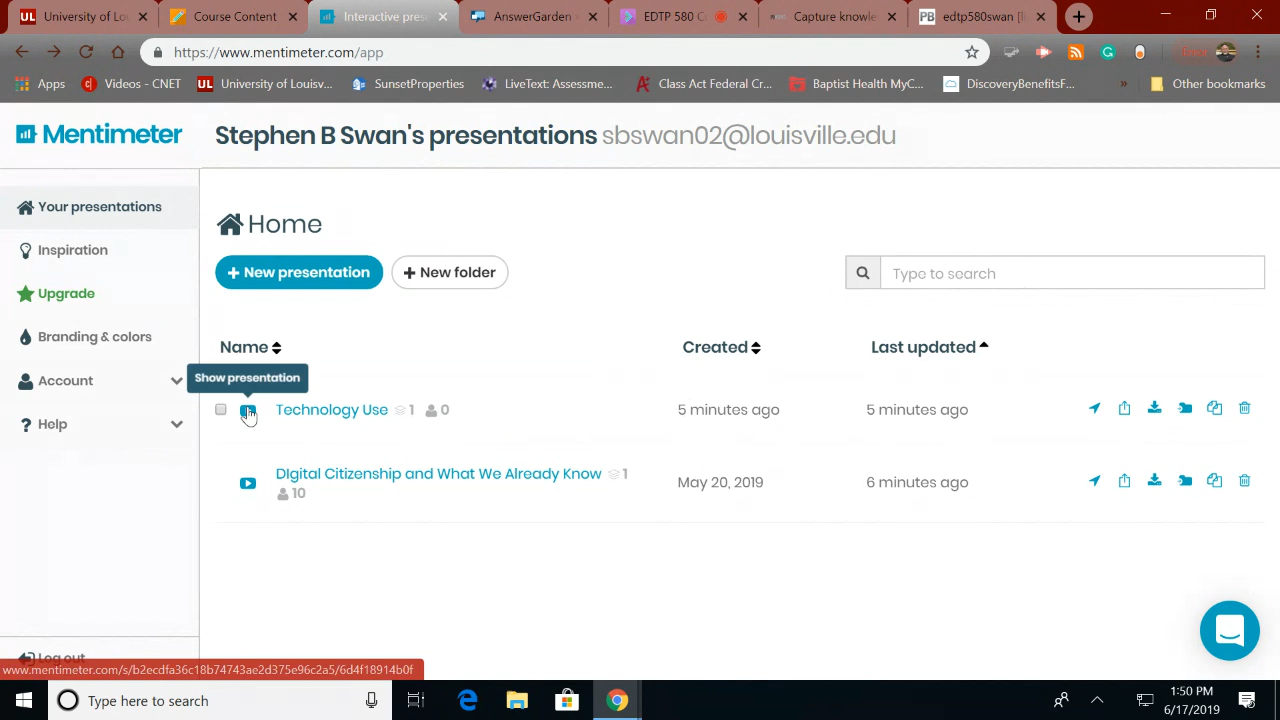 University of Lou
Course Content
Interactive pres
AnswerGarden
EDTP 580 C
Capture knowle
edtp580swan [li
https://www.mentimeter.com/app
Apps
Videos - CNET
University of Louisv...
SunsetProperties
LiveText: Assessme...
Class Act Federal Cr...
Baptist Health MyC...
DiscoveryBenefitsF...
»
Other bookmarks
Mentimeter
Stephen B Swan's presentations sbswan02@louisville.edu
Your presentations
Inspiration
Upgrade
Branding & colors
Account
Help
Log out
Home
+ New presentation
+ New folder
Type to search
Name
Created
Last updated
Show presentation
Technology Use 1 0
5 minutes ago
5 minutes ago
DIgital Citizenship and What We Already Know 1
10
May 20, 2019
6 minutes ago
www.mentimeter.com/s/b2ecdfa36c18b74743ae2d375e96c2a5/6d4f18914b0f
Type here to search
1:50 PM
6/17/2019